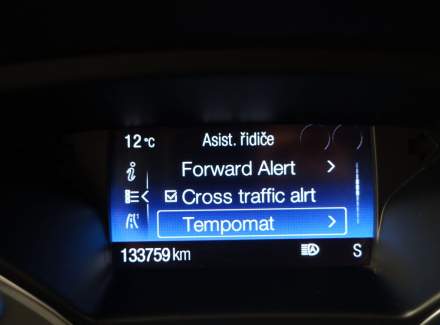 12 °C Asist. řidiče
Forward Alert
Cross traffic alrt
Tempomat
133759 km S